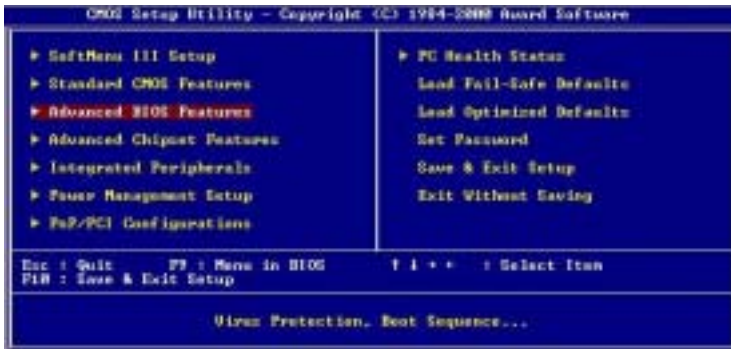 CMOS Setup Utility - Copyright (C) 1984-2000 Award Software
▶ SoftMenu III Setup
▶ Standard CMOS Features
▶ Advanced BIOS Features
▶ Advanced Chipset Features
▶ Integrated Peripherals
▶ Power Management Setup
▶ PnP/PCI Configurations
▶ PC Health Status
Load Fail-Safe Defaults
Load Optimized Defaults
Set Password
Save & Exit Setup
Exit Without Saving
Esc : Quit F9 : Menu in BIOS ↑ ↓ → ← : Select Item
F10 : Save & Exit Setup
Virus Protection, Boot Sequence...